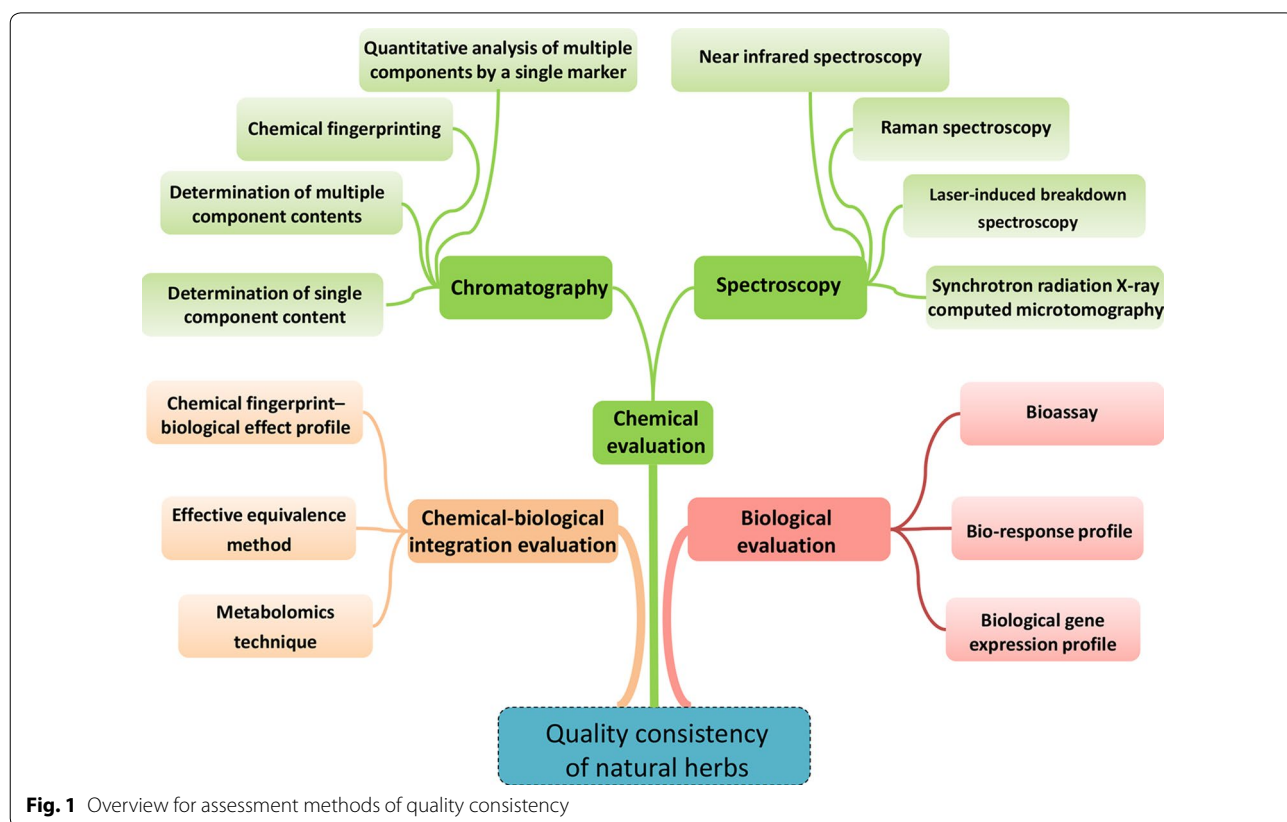 Quantitative analysis of multiple
components by a single marker
Near infrared spectroscopy
Chemical fingerprinting
Raman spectroscopy
Determination of multiple
component contents
Laser-induced breakdown
spectroscopy
Chromatography
Spectroscopy
Determination of single
component content
Synchrotron radiation X-ray
computed microtomography
Chemical fingerprint–
biological effect profile
Chemical
evaluation
Bioassay
Effective equivalence
method
Chemical-biological
integration evaluation
Biological
evaluation
Bio-response profile
Metabolomics
technique
Biological gene
expression profile
Quality consistency
of natural herbs
Fig. 1 Overview for assessment methods of quality consistency